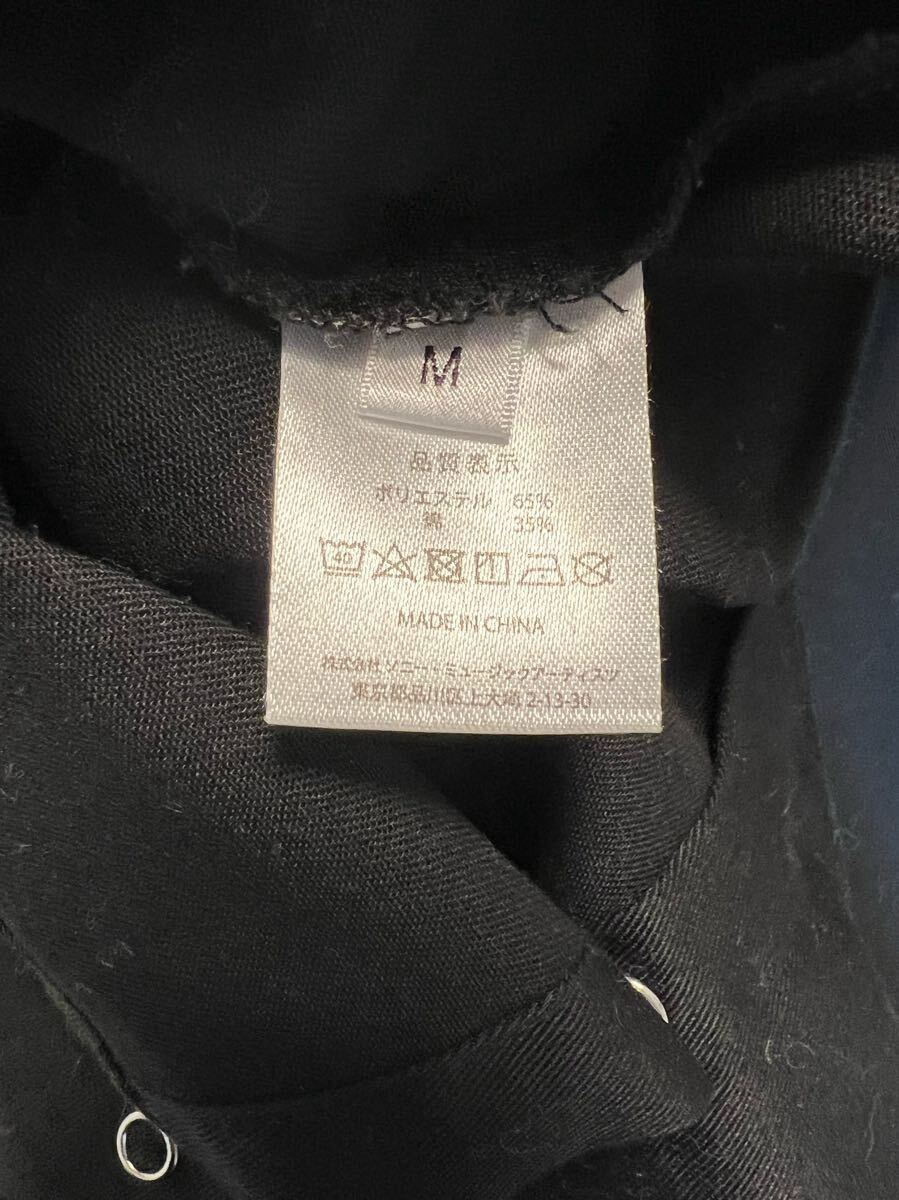 M
品質表示
ポリエステル 65%
綿 35%
40
MADE IN CHINA
株式会社ソニー・ミュージックアーティスツ
東京都品川区上大崎 2-13-30